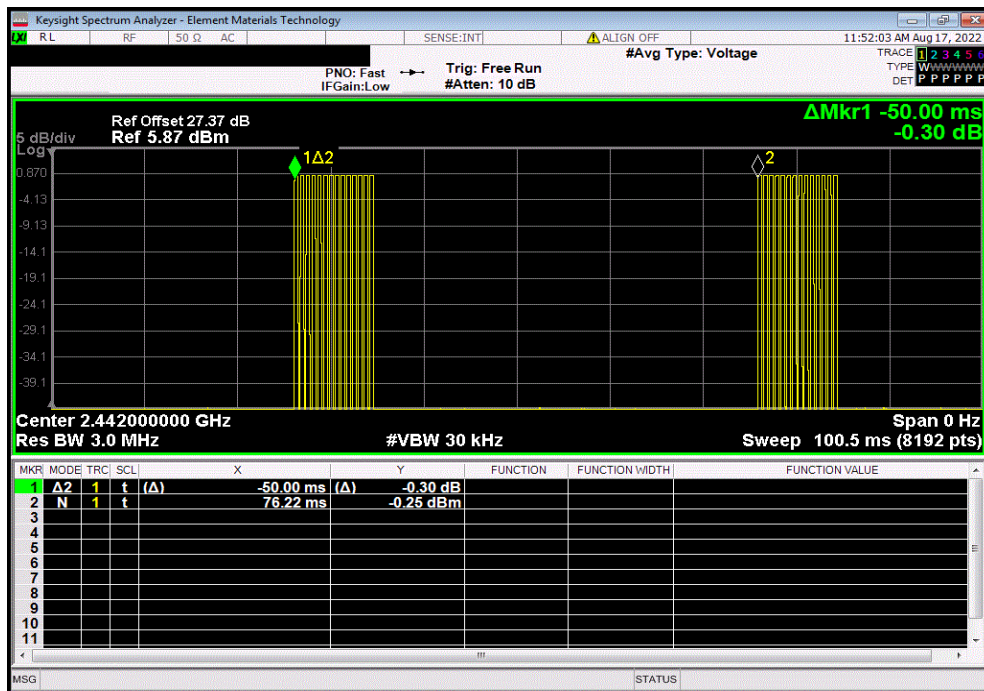 Keysight Spectrum Analyzer - Element Materials Technology
LXI RL RF 50 Ω AC SENSE:INT ALIGN OFF 11:52:03 AM Aug 17, 2022
#Avg Type: Voltage TRACE 1 2 3 4 5 6
PNO: Fast Trig: Free Run TYPE WWWWWW
IFGain:Low #Atten: 10 dB DET P P P P P P
ΔMkr1 -50.00 ms
Ref Offset 27.37 dB
5 dB/div Ref 5.87 dBm -0.30 dB
Log
1Δ2
2
0.870
-4.13
-9.13
-14.1
-19.1
-24.1
-29.1
-34.1
-39.1
Center 2.442000000 GHz Span 0 Hz
Res BW 3.0 MHz #VBW 30 kHz Sweep 100.5 ms (8192 pts)
MKR MODE TRC SCL X Y FUNCTION FUNCTION WIDTH FUNCTION VALUE
1 Δ2 1 t (Δ) -50.00 ms (Δ) -0.30 dB
2 N 1 t 76.22 ms -0.25 dBm
3
4
5
6
7
8
9
10
11
MSG STATUS